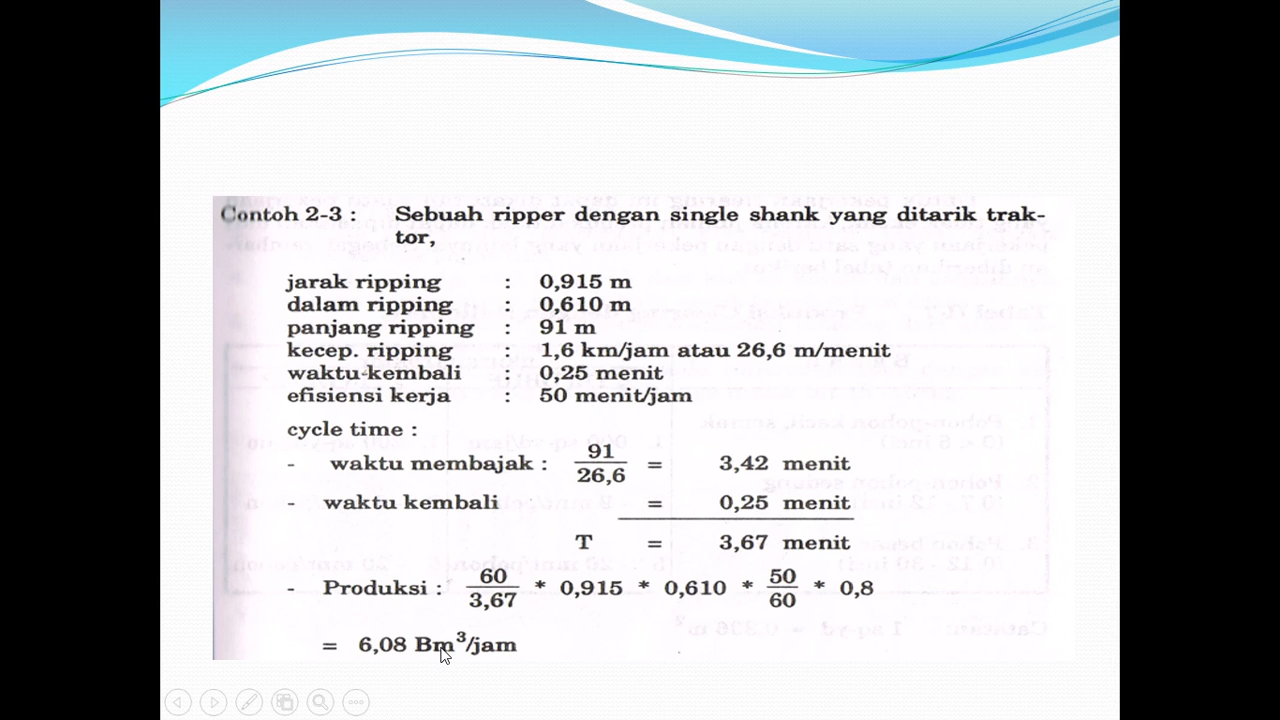 Contoh 2-3 : Sebuah ripper dengan single shank yang ditarik trak-
tor,
jarak ripping : 0,915 m
dalam ripping : 0,610 m
panjang ripping : 91 m
kecep. ripping : 1,6 km/jam atau 26,6 m/menit
waktu kembali : 0,25 menit
efisiensi kerja : 50 menit/jam
cycle time :
- waktu membajak : 91/26,6 = 3,42 menit
- waktu kembali = 0,25 menit
T = 3,67 menit
- Produksi : 60/3,67 * 0,915 * 0,610 * 50/60 * 0,8
= 6,08 Bm³/jam